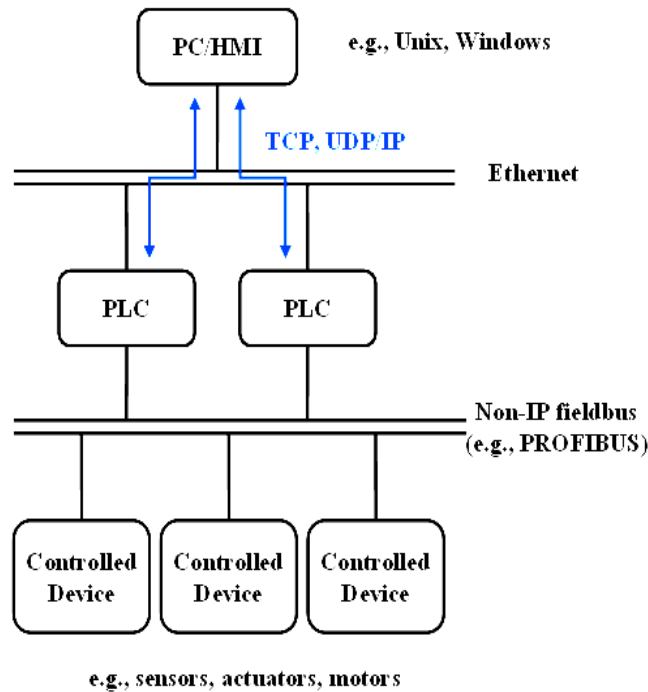 PC/HMI
e.g., Unix, Windows
TCP, UDP/IP
Ethernet
PLC
PLC
Non-IP fieldbus
(e.g., PROFIBUS)
Controlled
Device
Controlled
Device
Controlled
Device
e.g., sensors, actuators, motors